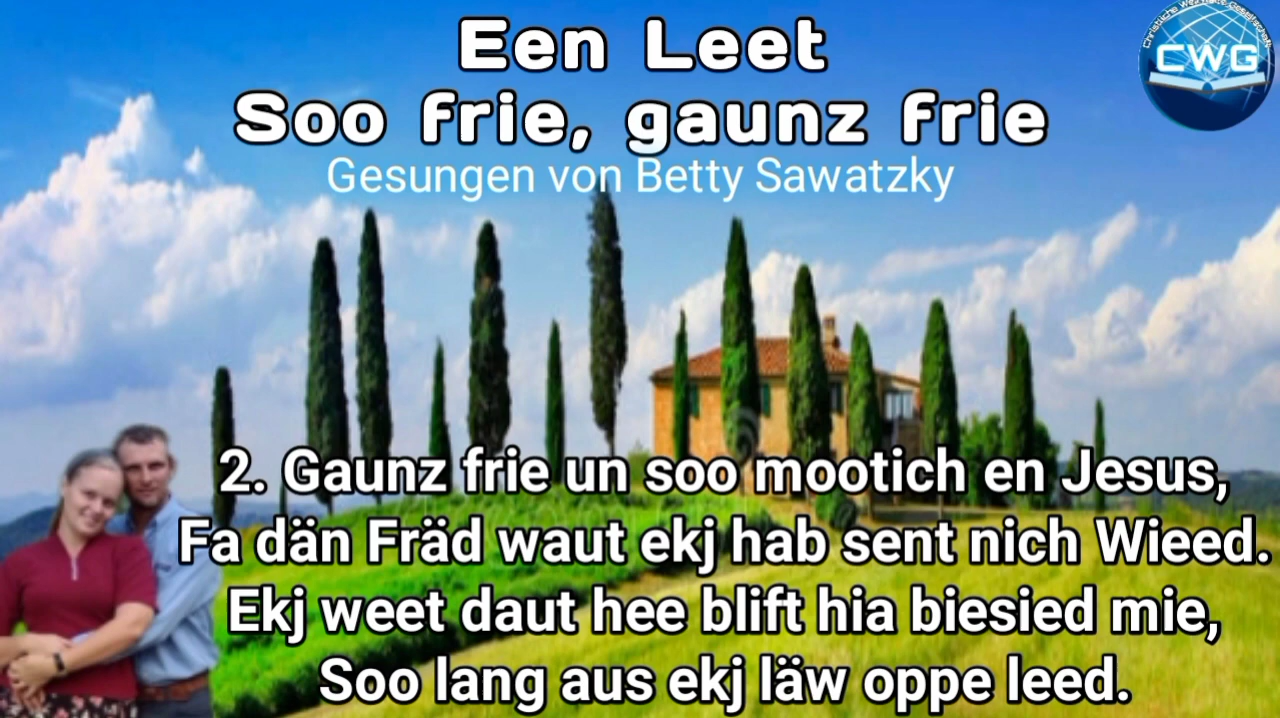 Een Leet
Soo frie, gaunz frie
Gesungen von Betty Sawatzky
Christliche Gesellschaft
CWG
2. Gaunz frie un soo mootich en Jesus,
Fa dän Fräd waut ekj hab sent nich Wieed.
Ekj weet daut hee blift hia biesied mie,
Soo lang aus ekj läw oppe leed.